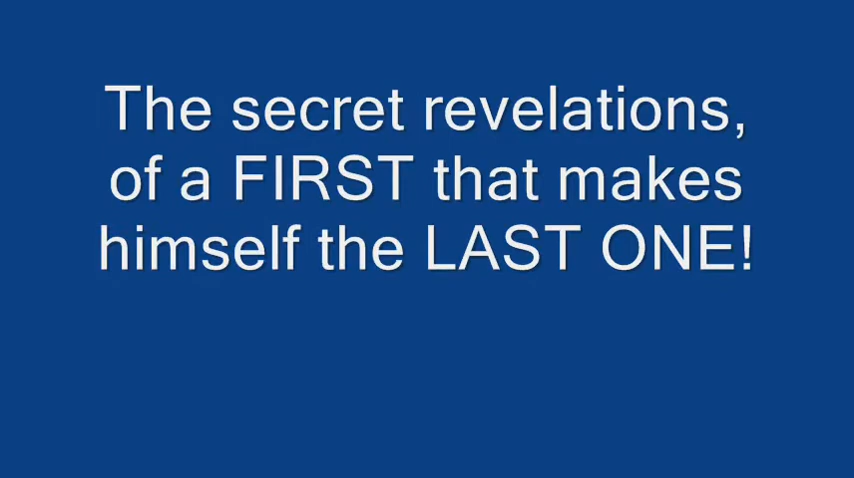 The secret revelations,
of a FIRST that makes
himself the LAST ONE!